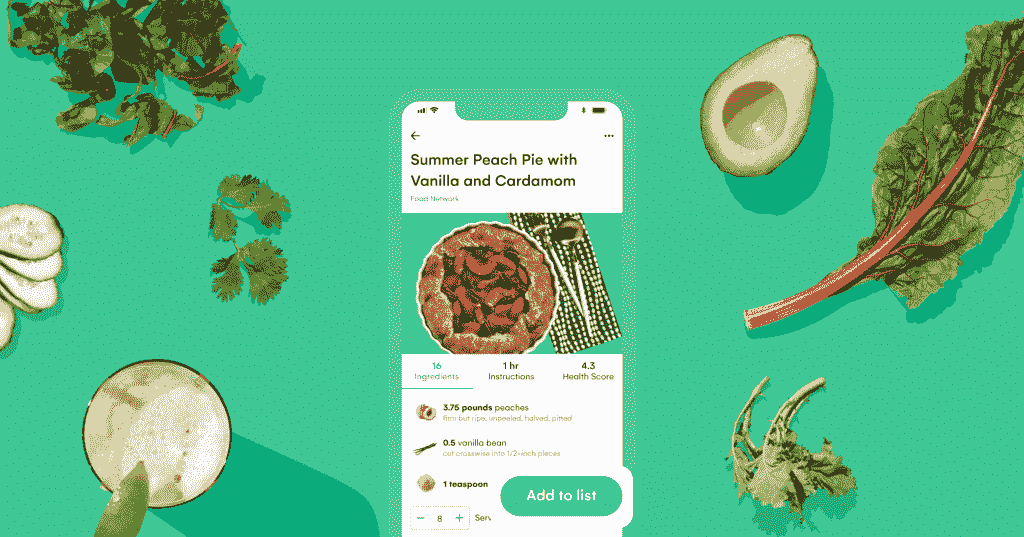 Summer Peach Pie with
Vanilla and Cardamom
Food Network
16
Ingredients
1 hr
Instructions
4.3
Health Score
3.75 pounds peaches
firm but ripe, unpeeled, halved, pitted
0.5 vanilla bean
cut crosswise into 1/2-inch pieces
1 teaspoon
Add to list
8
Serv